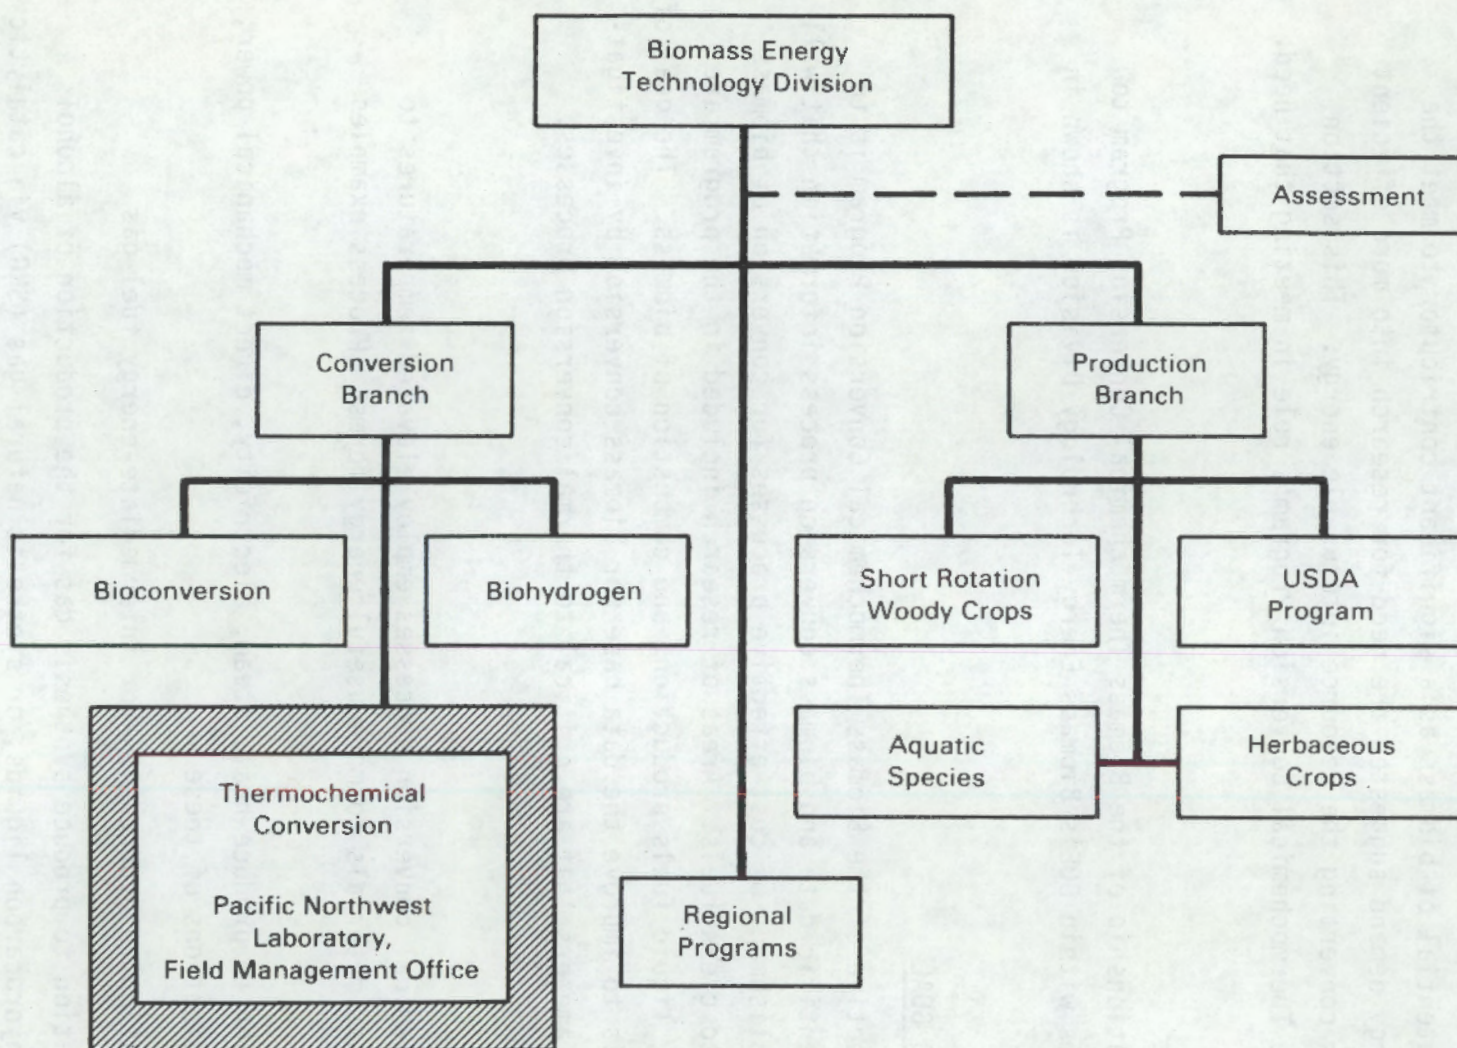 Biomass Energy
Technology Division
Assessment
Conversion
Branch
Production
Branch
Bioconversion
Biohydrogen
Short Rotation
Woody Crops
USDA
Program
Thermochemical
Conversion
Pacific Northwest
Laboratory,
Field Management Office
Aquatic
Species
Herbaceous
Crops
Regional
Programs